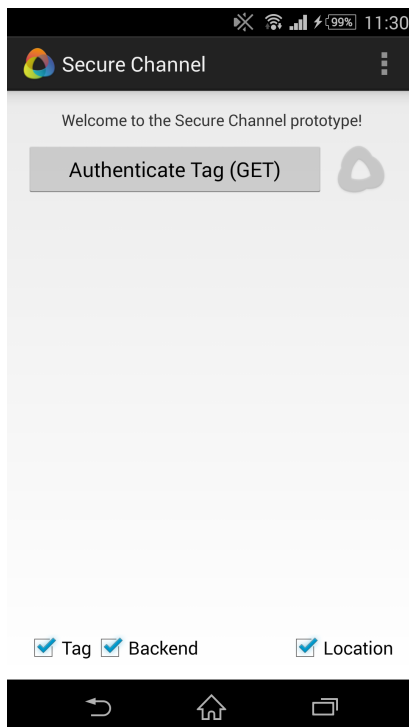 99% 11:30
Secure Channel
Welcome to the Secure Channel prototype!
Authenticate Tag (GET)
Tag Backend Location